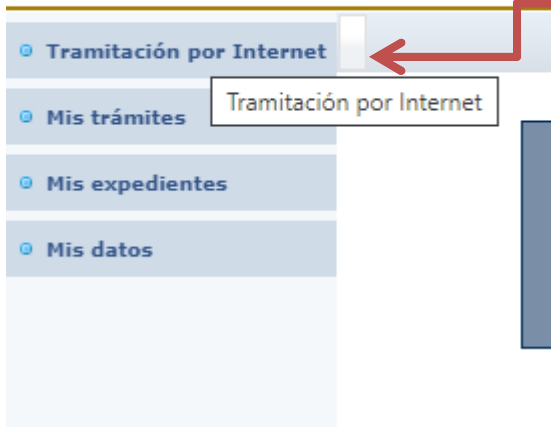 Tramitación por Internet
Tramitación por Internet
Mis trámites
Mis expedientes
Mis datos